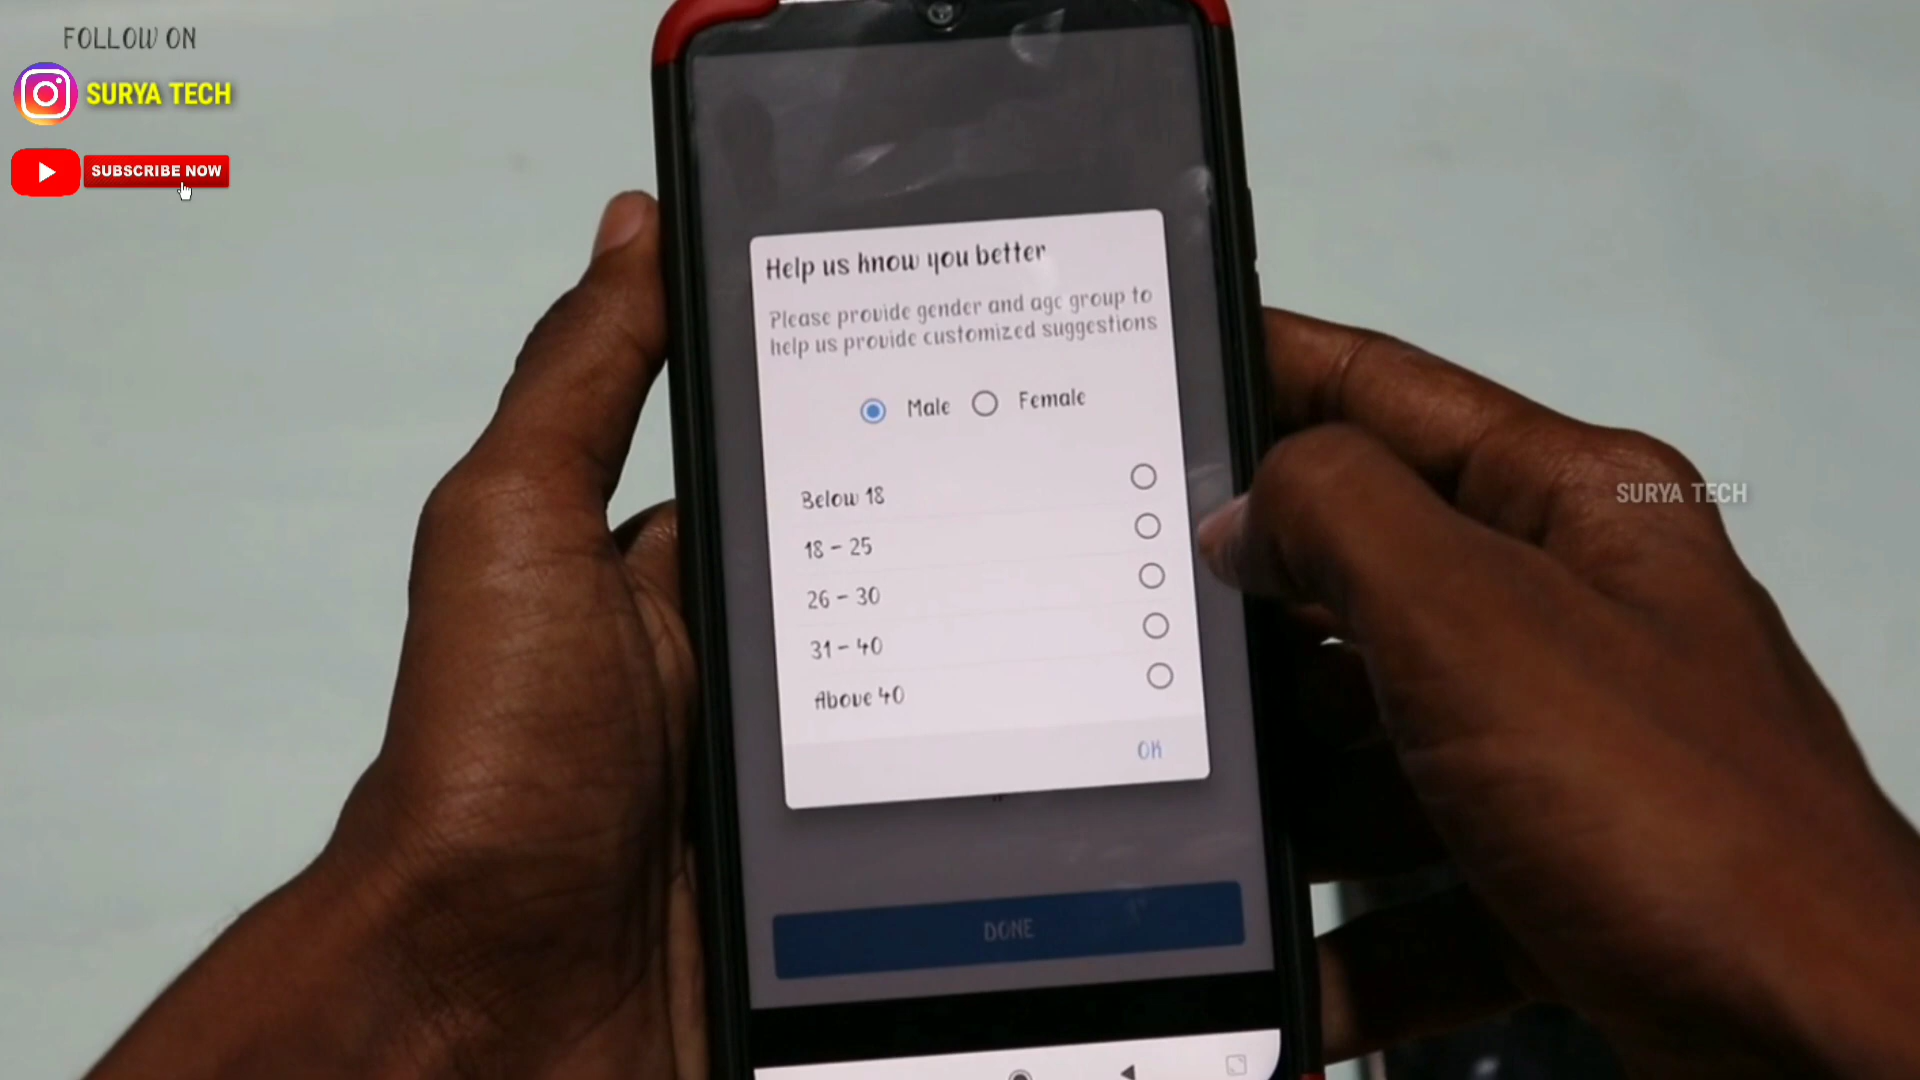 FOLLOW ON
SURYA TECH
SUBSCRIBE NOW
Help us know you better
Please provide gender and age group to
help us provide customized suggestions
Male Female
Below 18
18 - 25
26 - 30
31 - 40
Above 40
OK
DONE
SURYA TECH